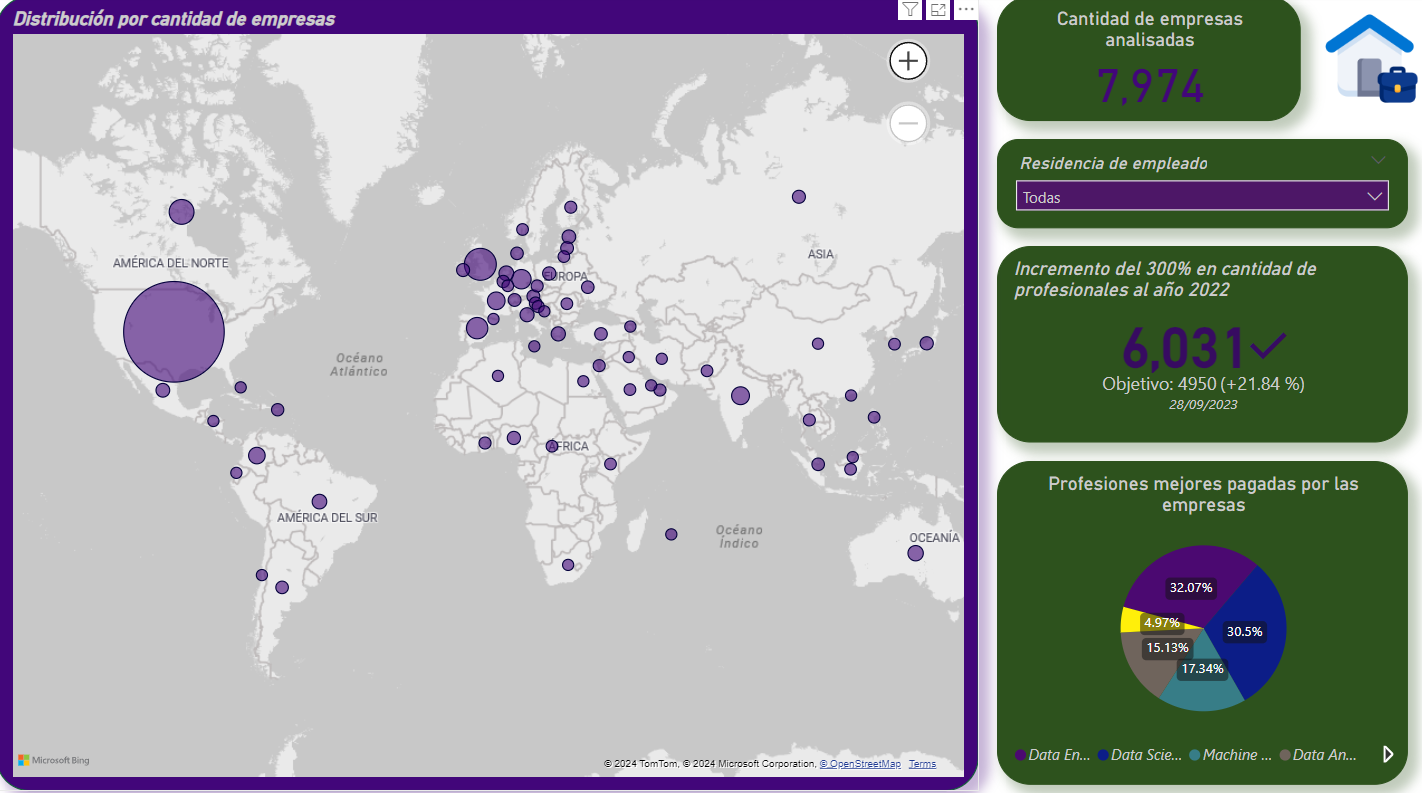 Distribución por cantidad de empresas
AMÉRICA DEL NORTE
EUROPA
ASIA
Océano
Atlántico
AFRICA
AMÉRICA DEL SUR
Océano
Índico
OCEANÍA
Microsoft Bing
© 2024 TomTom, © 2024 Microsoft Corporation, © OpenStreetMap Terms
Cantidad de empresas
analisadas
7,974
Residencia de empleado
Todas
Incremento del 300% en cantidad de
profesionales al año 2022
6,031
Objetivo: 4950 (+21.84 %)
28/09/2023
Profesiones mejores pagadas por las
empresas
32.07%
4.97%
30.5%
15.13%
17.34%
Data En... Data Scie... Machine ... Data An...